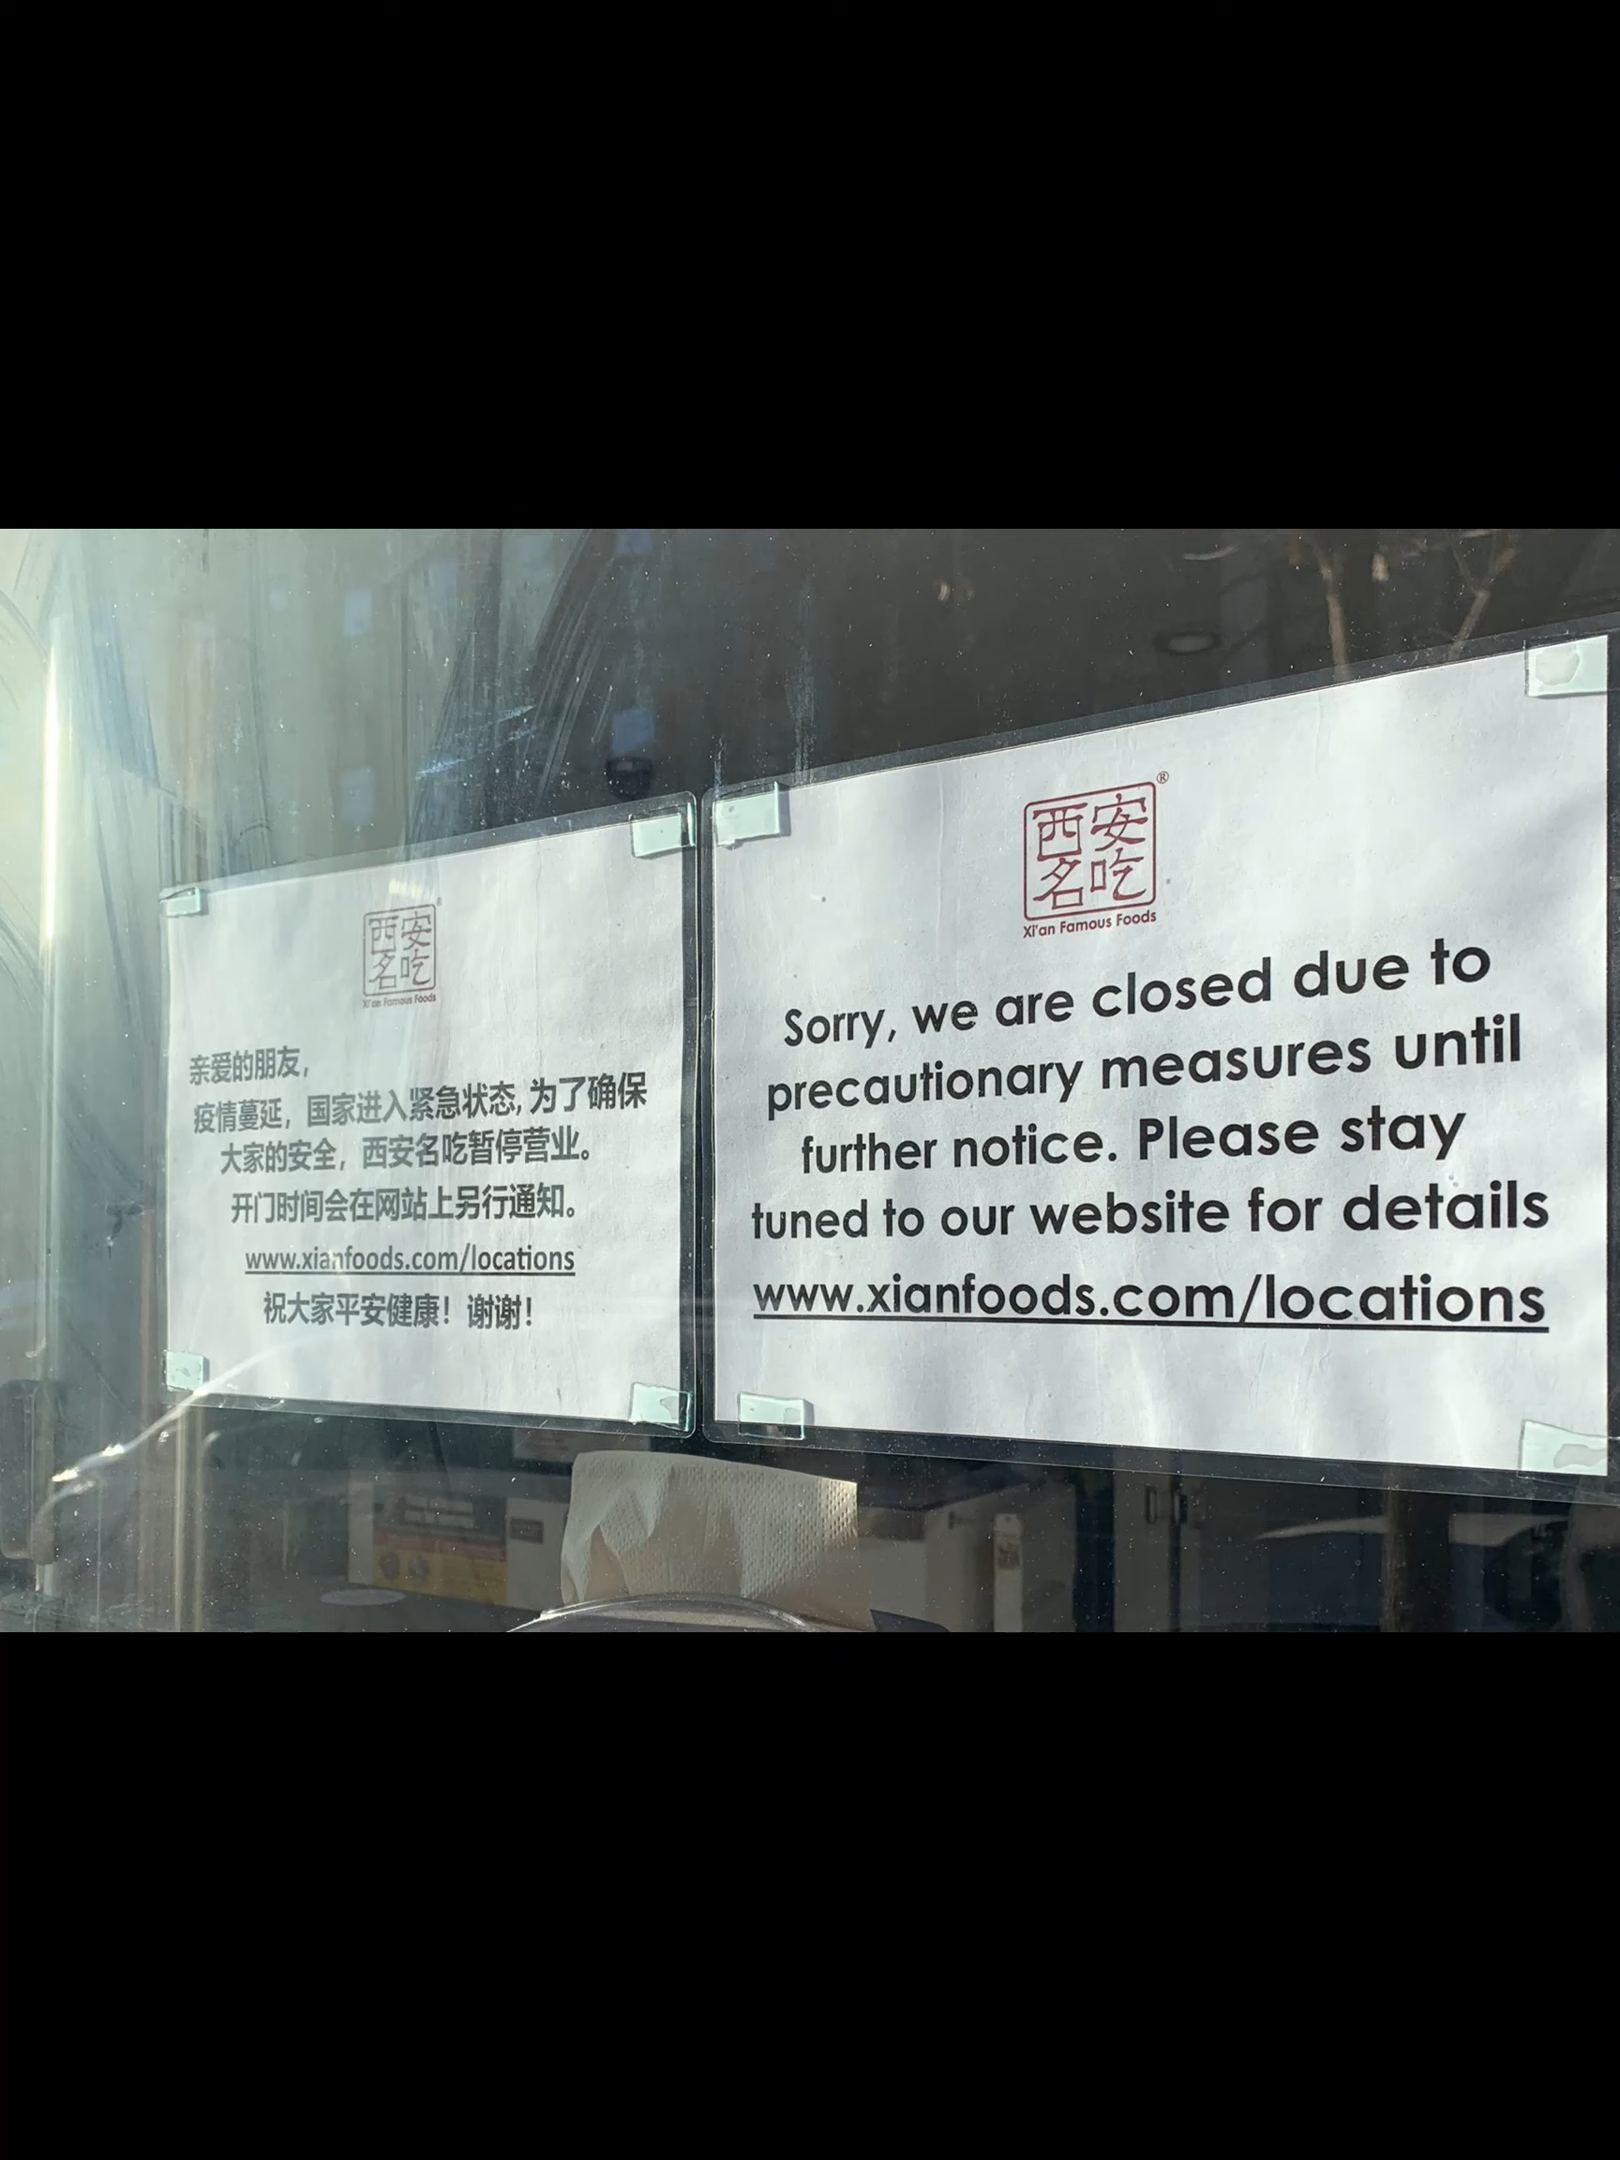 西安
名吃
®
Xi'an Famous Foods
亲爱的朋友，
疫情蔓延，国家进入紧急状态，为了确保
大家的安全，西安名吃暂停营业。
开门时间会在网站上另行通知。
www.xianfoods.com/locations
祝大家平安健康！谢谢！
西安
名吃
®
Xi'an Famous Foods
Sorry, we are closed due to
precautionary measures until
further notice. Please stay
tuned to our website for details
www.xianfoods.com/locations